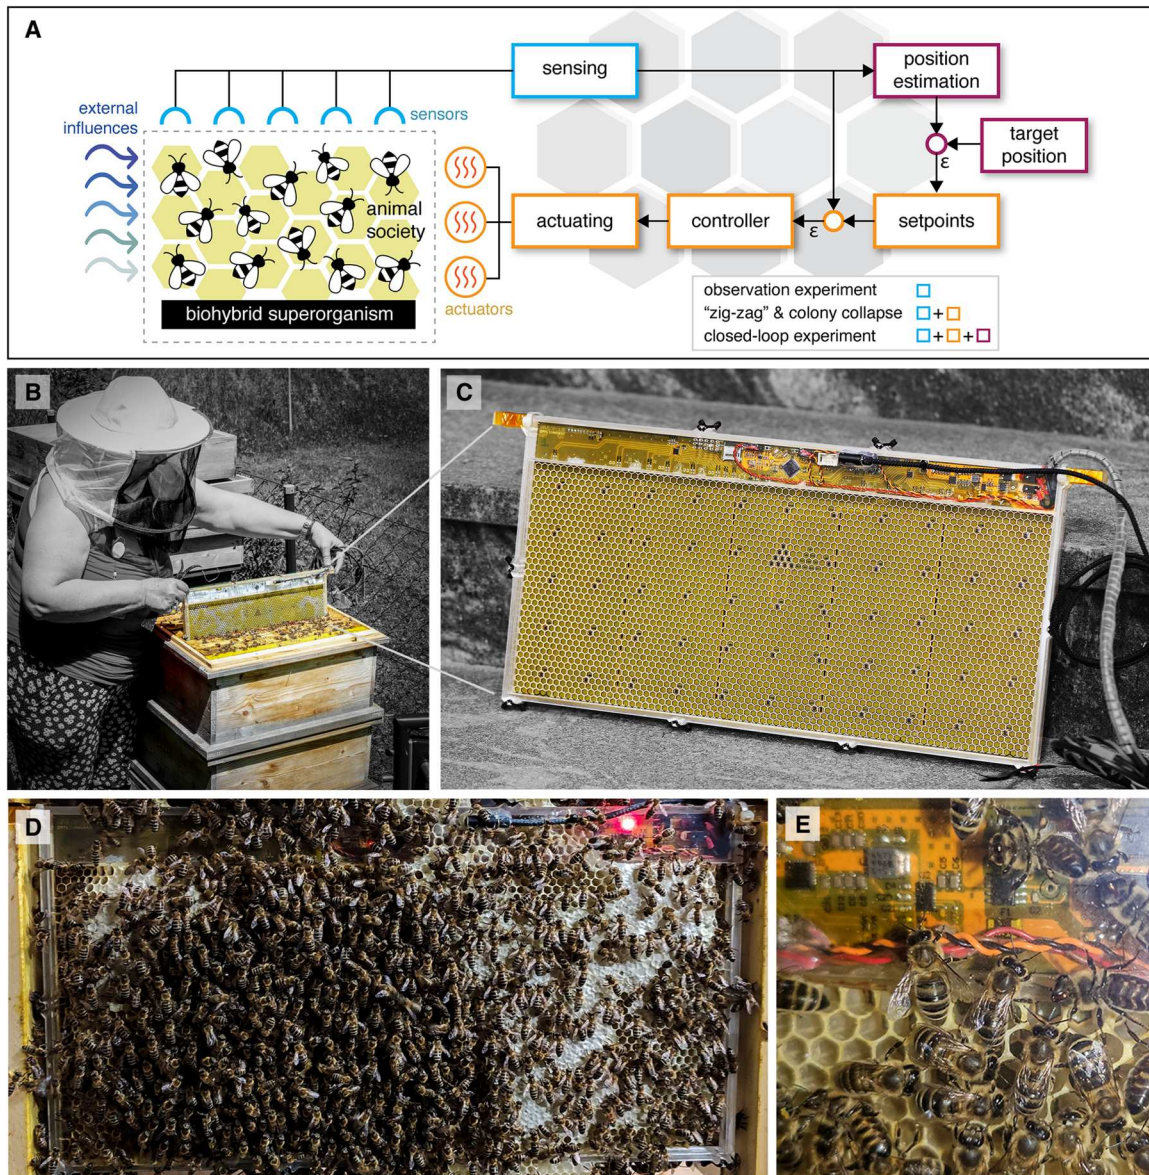 A
external
influences
sensors
animal
society
biohybrid superorganism
actuators
sensing
actuating
controller
ε
position
estimation
target
position
ε
setpoints
observation experiment
“zig-zag” & colony collapse
+
closed-loop experiment
+ +
B
C
D
E